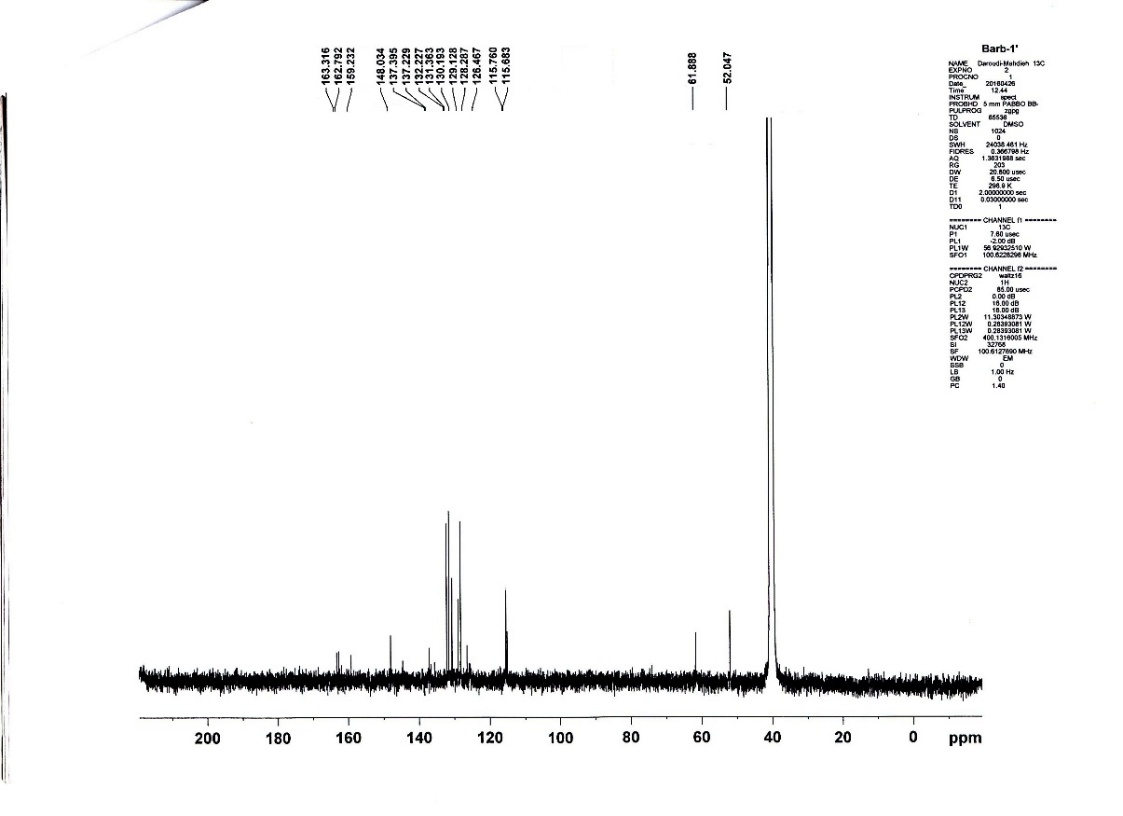 163.316
162.792
159.232
148.034
137.395
137.229
132.227
131.363
130.193
129.128
128.287
126.467
115.760
115.683
61.888
52.047
Barb-1'
NAME Daroudi-Mahdieh 13C
EXPNO 2
PROCNO 1
Date_ 20160426
Time 12.44
INSTRUM spect
PROBHD 5 mm PABBO BB-
PULPROG zgpg
TD 65536
SOLVENT DMSO
NS 1024
DS 0
SWH 24038.461 Hz
FIDRES 0.366798 Hz
AQ 1.3631988 sec
RG 203
DW 20.800 usec
DE 6.50 usec
TE 298.9 K
D1 2.00000000 sec
D11 0.03000000 sec
TD0 1
======== CHANNEL f1 ========
NUC1 13C
P1 7.60 usec
PL1 -2.00 dB
PL1W 56.92932510 W
SFO1 100.6228298 MHz
======== CHANNEL f2 ========
CPDPRG2 waltz16
NUC2 1H
PCPD2 85.00 usec
PL2 0.00 dB
PL12 16.00 dB
PL13 16.00 dB
PL2W 11.30346873 W
PL12W 0.28393081 W
PL13W 0.28393081 W
SFO2 400.1316005 MHz
SI 32768
SF 100.6127690 MHz
WDW EM
SSB 0
LB 1.00 Hz
GB 0
PC 1.40
200 180 160 140 120 100 80 60 40 20 0 ppm